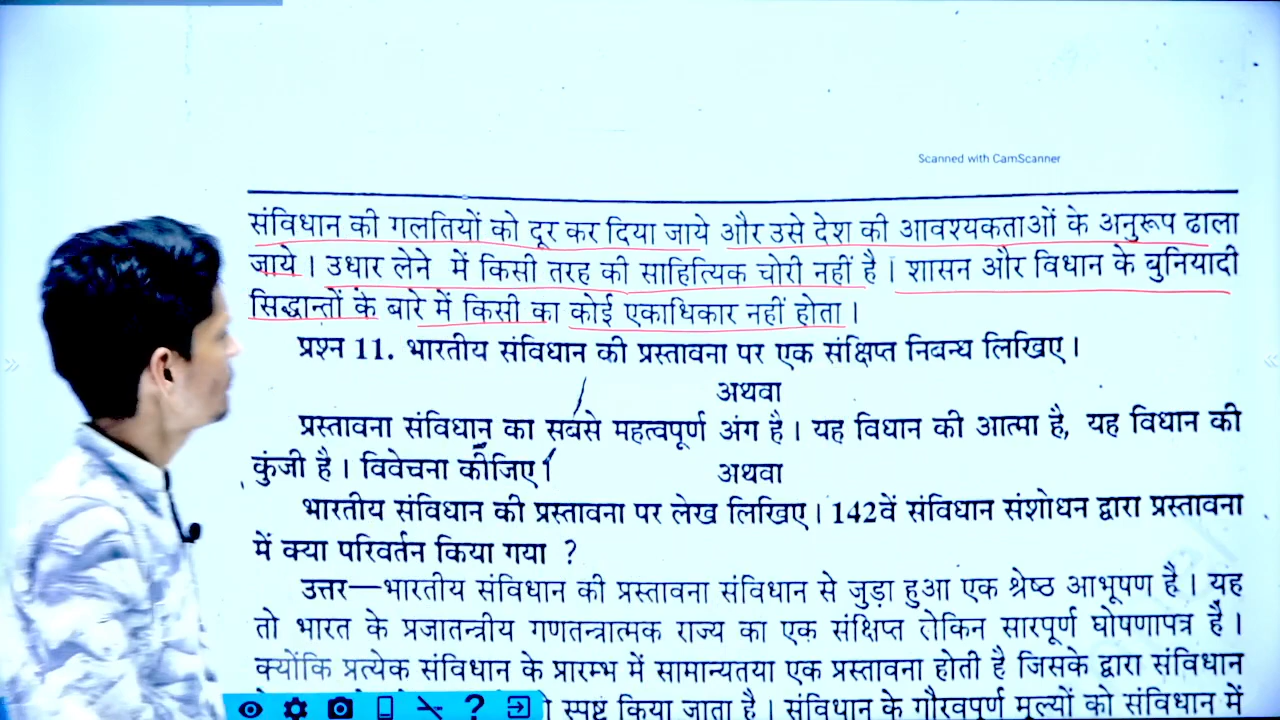 Scanned with CamScanner
संविधान की गलतियों को दूर कर दिया जाये और उसे देश की आवश्यकताओं के अनुरूप ढाला
जाये । उधार लेने में किसी तरह की साहित्यिक चोरी नहीं है । शासन और विधान के बुनियादी
सिद्धान्तों के बारे में किसी का कोई एकाधिकार नहीं होता ।
प्रश्न 11. भारतीय संविधान की प्रस्तावना पर एक संक्षिप्त निबन्ध लिखिए ।
अथवा
प्रस्तावना संविधान का सबसे महत्वपूर्ण अंग है । यह विधान की आत्मा है, यह विधान की
कुंजी है । विवेचना कीजिए ।
अथवा
भारतीय संविधान की प्रस्तावना पर लेख लिखिए । 142वें संविधान संशोधन द्वारा प्रस्तावना
में क्या परिवर्तन किया गया ?
उत्तर—भारतीय संविधान की प्रस्तावना संविधान से जुड़ा हुआ एक श्रेष्ठ आभूषण है । यह
तो भारत के प्रजातन्त्रीय गणतन्त्रात्मक राज्य का एक संक्षिप्त लेकिन सारपूर्ण घोषणापत्र है ।
क्योंकि प्रत्येक संविधान के प्रारम्भ में सामान्यतया एक प्रस्तावना होती है जिसके द्वारा संविधान
स्पष्ट किया जाता है । संविधान के गौरवपूर्ण मूल्यों को संविधान में